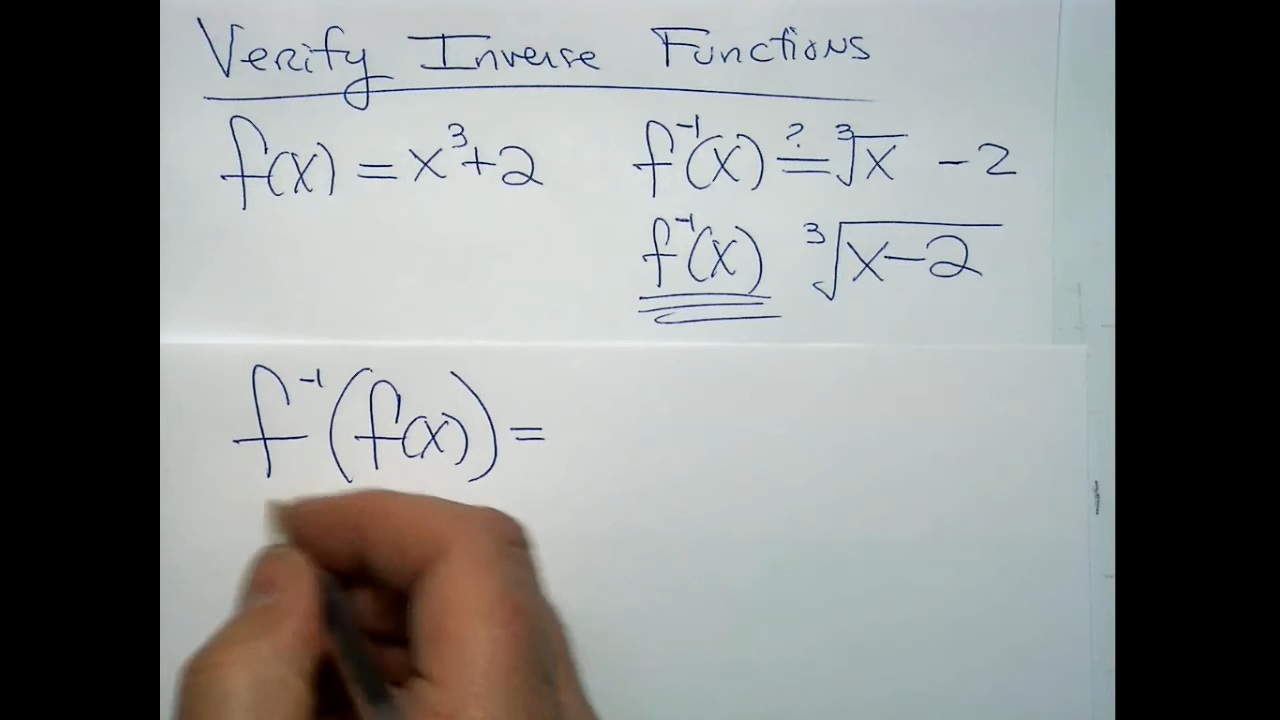 Verify Inverse Functions
f(x) = x³+2
f⁻¹(x) ≟ ∛x - 2
f⁻¹(x) ∛(x-2)
f⁻¹(f(x)) =